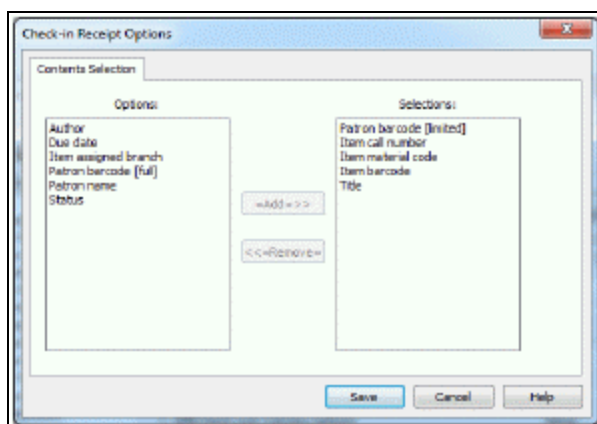 Check-in Receipt Options
Contents Selection
Options:
Selections:
Author
Due date
Item assigned branch
Patron barcode [full]
Patron name
Status
Patron barcode [limited]
Item call number
Item material code
Item barcode
Title
=Add=>>
<<=Remove=
Save
Cancel
Help